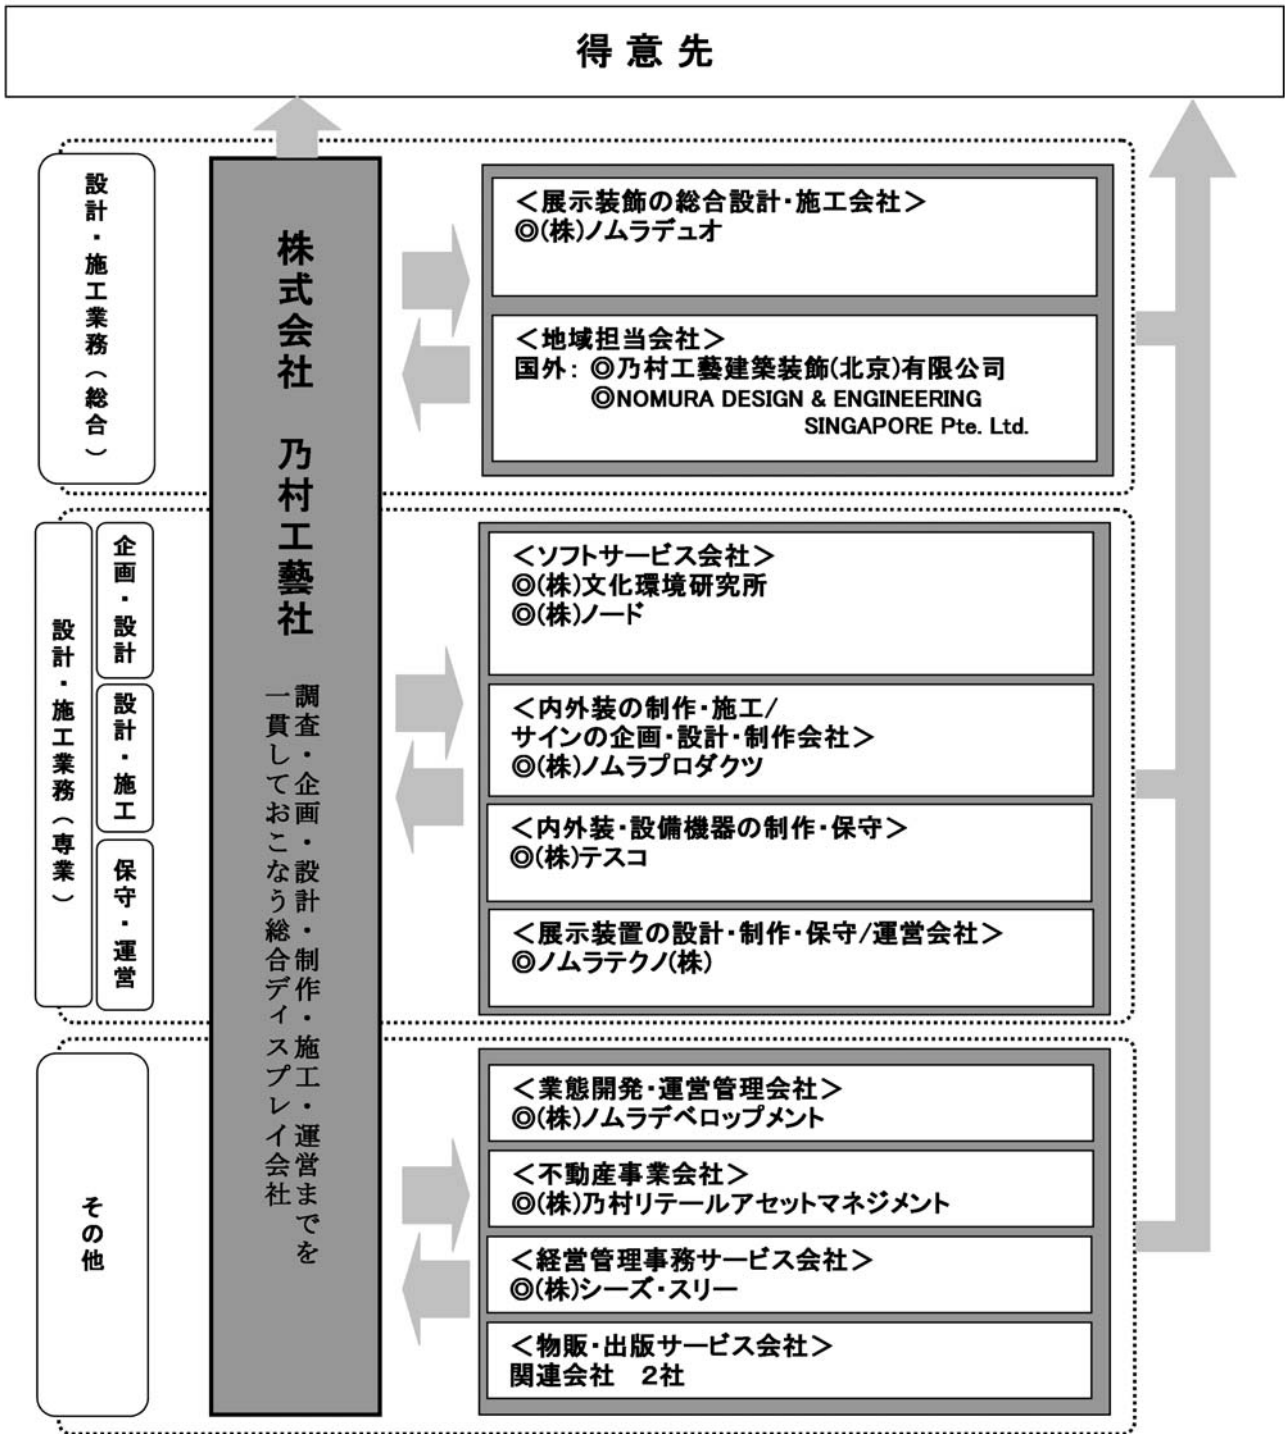 得意先
設計・施工業務（総合）
株式会社　乃村工藝社
調査・企画・設計・制作・施工・運営までを
一貫しておこなう総合ディスプレイ会社
＜展示装飾の総合設計・施工会社＞
◎(株)ノムラデュオ
＜地域担当会社＞
国外：◎乃村工藝建築装飾(北京)有限公司
◎NOMURA DESIGN & ENGINEERING
SINGAPORE Pte. Ltd.
設計・施工業務（専業）
企画・設計
設計・施工
保守・運営
＜ソフトサービス会社＞
◎(株)文化環境研究所
◎(株)ノード
＜内外装の制作・施工/
サインの企画・設計・制作会社＞
◎(株)ノムラプロダクツ
＜内外装・設備機器の制作・保守＞
◎(株)テスコ
＜展示装置の設計・制作・保守/運営会社＞
◎ノムラテクノ(株)
その他
＜業態開発・運営管理会社＞
◎(株)ノムラデベロップメント
＜不動産事業会社＞
◎(株)乃村リテールアセットマネジメント
＜経営管理事務サービス会社＞
◎(株)シーズ・スリー
＜物販・出版サービス会社＞
関連会社　2社